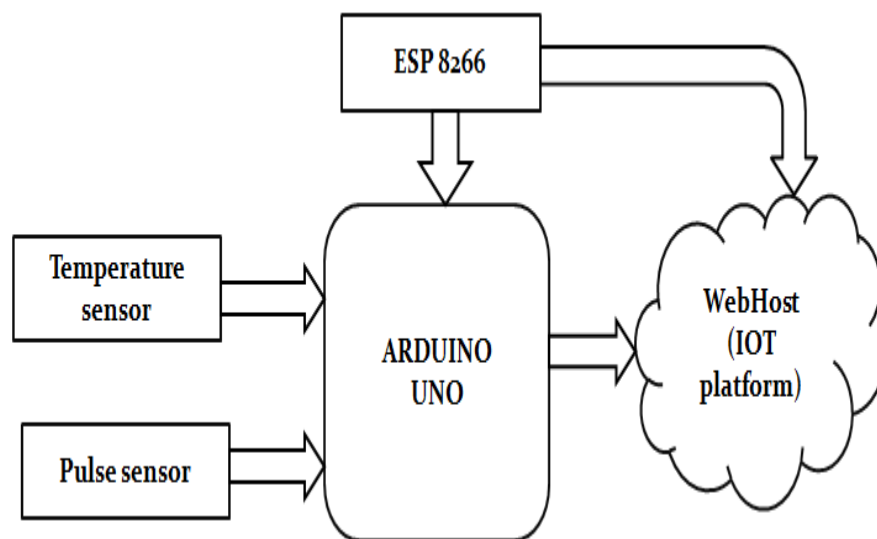 ESP 8266
Temperature
sensor
ARDUINO
UNO
WebHost
(IOT
platform)
Pulse sensor